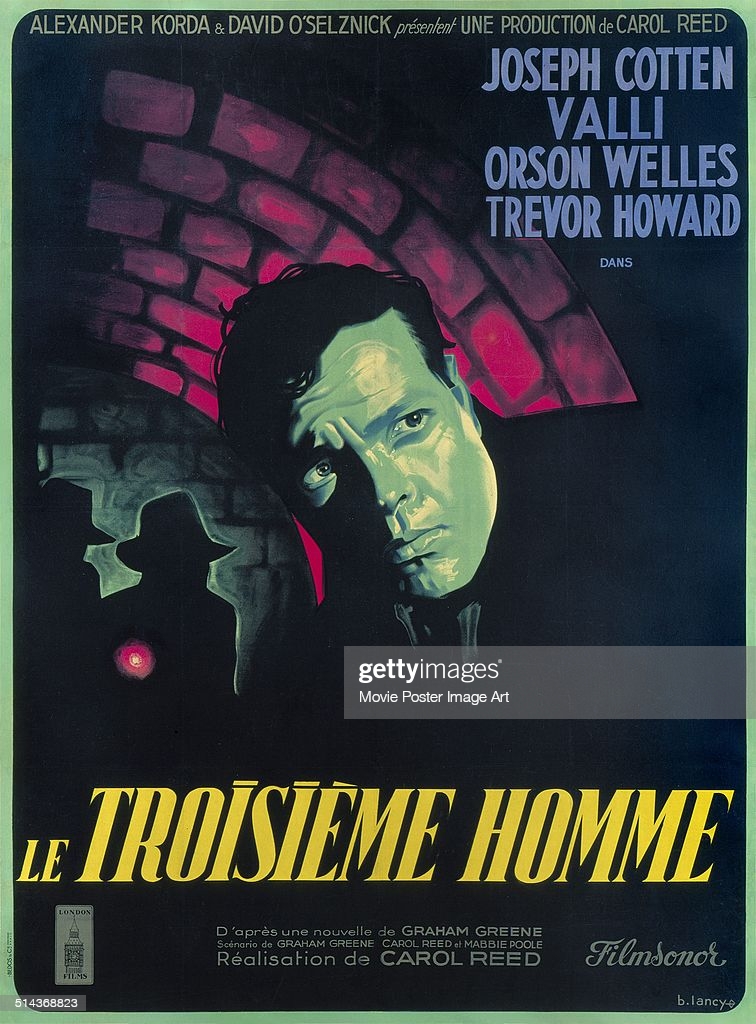 ALEXANDER KORDA & DAVID O'SELZNICK présentent UNE PRODUCTION de CAROL REED
JOSEPH COTTEN
VALLI
ORSON WELLES
TREVOR HOWARD
DANS
gettyimages
Movie Poster Image Art
LE TROISIÈME HOMME
LONDON
FILMS
D'après une nouvelle de GRAHAM GREENE
Scénario de GRAHAM GREENE CAROL REED et MABBIE POOLE
Réalisation de CAROL REED
Filmsonor
b.lancy
514368823